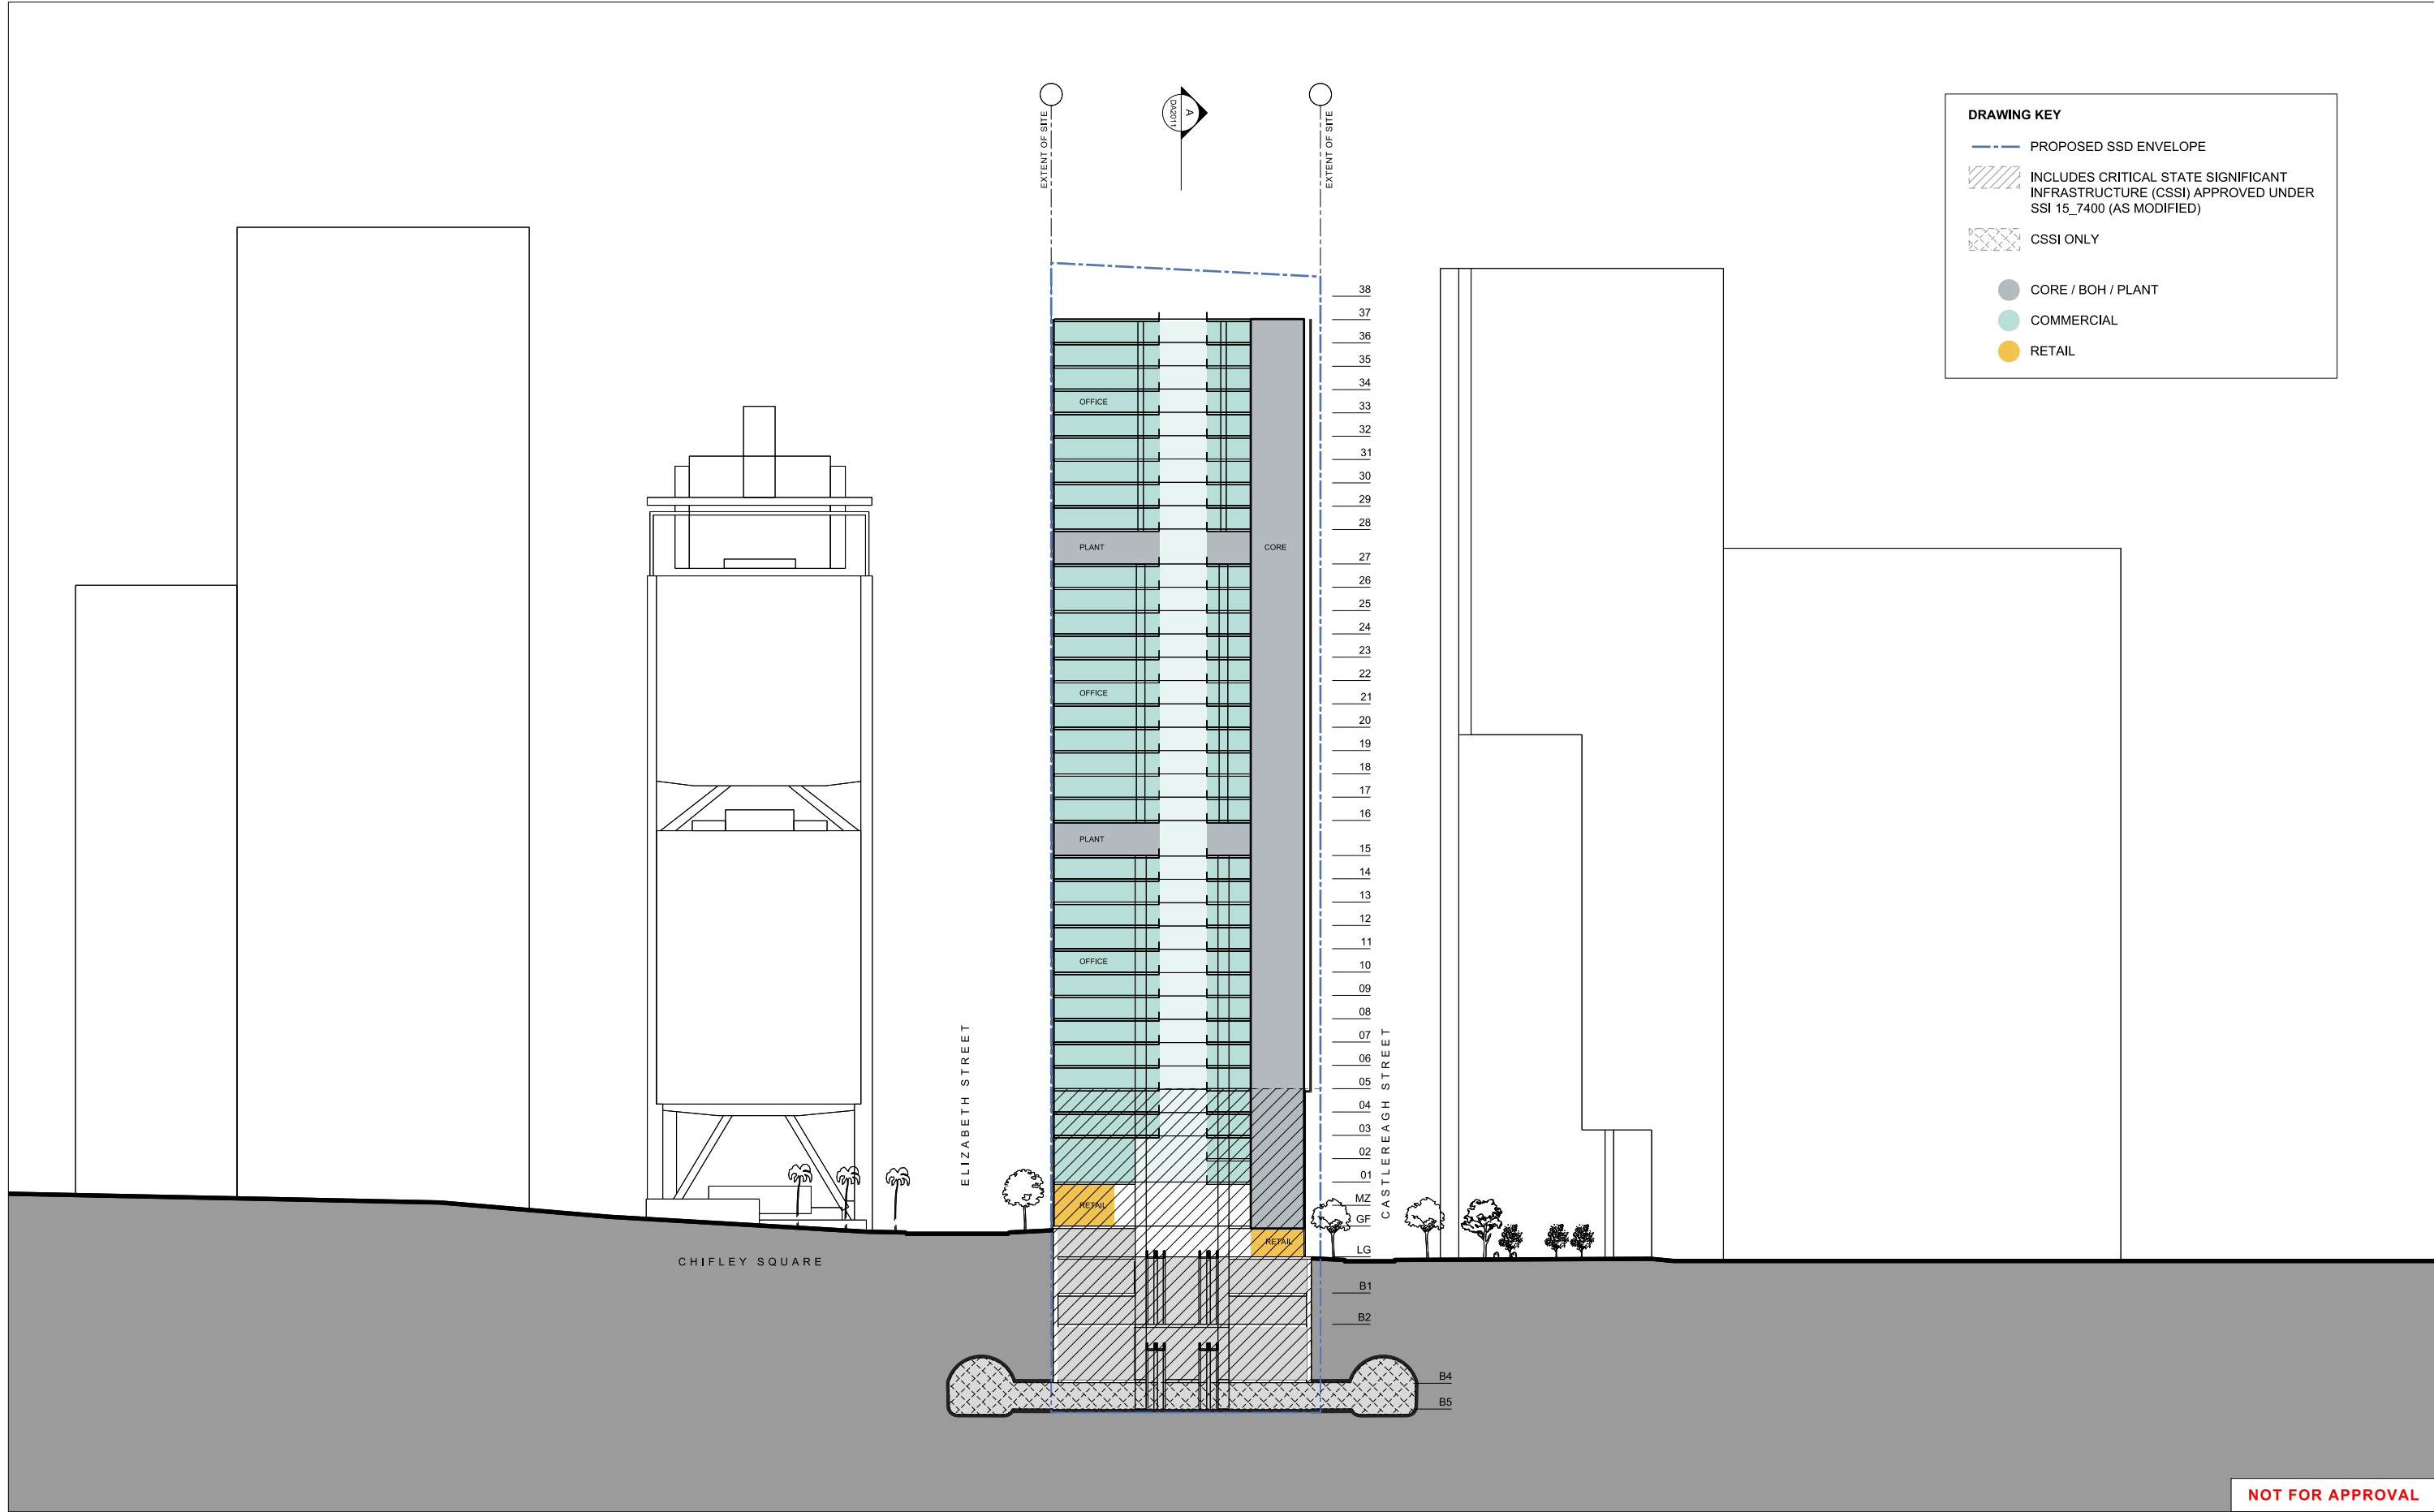 DRAWING KEY
PROPOSED SSD ENVELOPE
INCLUDES CRITICAL STATE SIGNIFICANT
INFRASTRUCTURE (CSSI) APPROVED UNDER
SSI 15_7400 (AS MODIFIED)
CSSI ONLY
CORE / BOH / PLANT
COMMERCIAL
RETAIL
EXTENT OF SITE
A
DA2011
EXTENT OF SITE
38
37
36
35
34
OFFICE
33
32
31
30
29
28
PLANT
CORE
27
26
25
24
23
22
OFFICE
21
20
19
18
17
16
PLANT
15
14
13
12
11
OFFICE
10
09
08
07
06
05
04
03
02
01
MZ
GF
LG
B1
B2
B4
B5
ELIZABETH STREET
CASTLEREAGH STREET
RETAIL
RETAIL
CHIFLEY SQUARE
NOT FOR APPROVAL